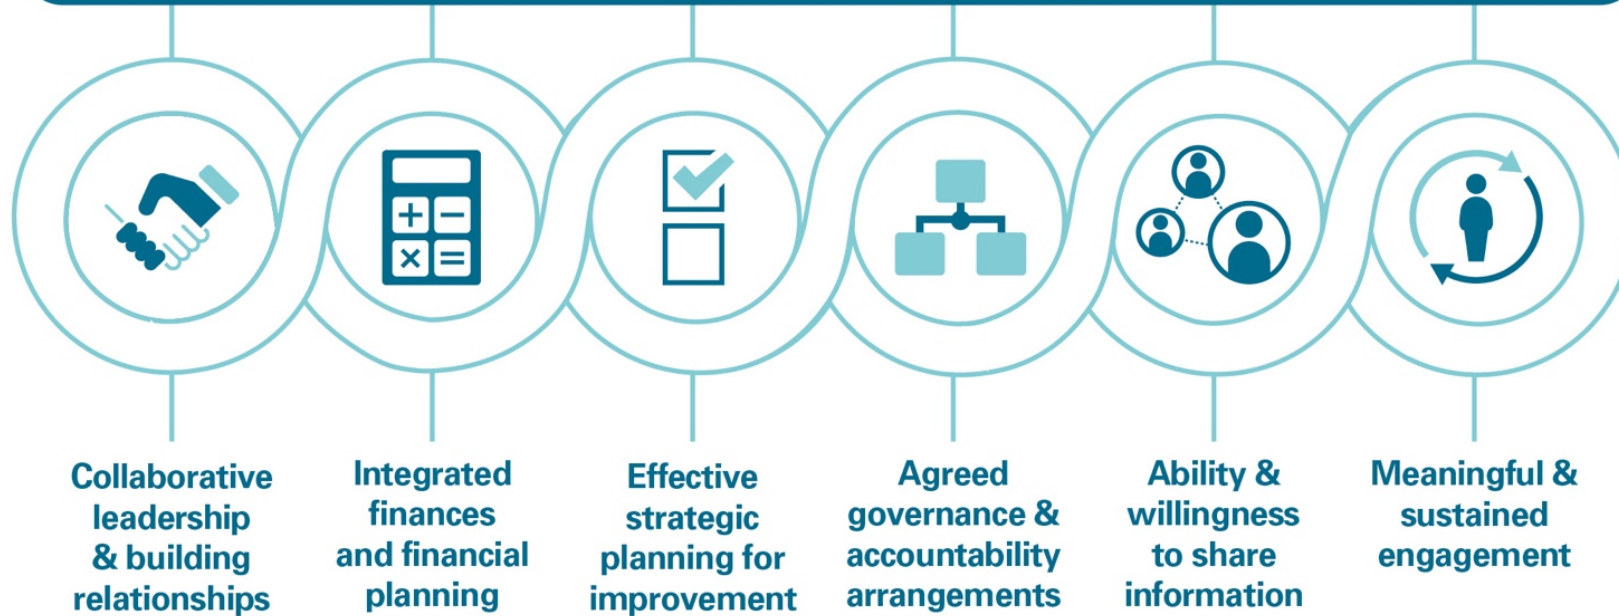 Collaborative
leadership
& building
relationships
Integrated
finances
and financial
planning
Effective
strategic
planning for
improvement
Agreed
governance &
accountability
arrangements
Ability &
willingness
to share
information
Meaningful &
sustained
engagement